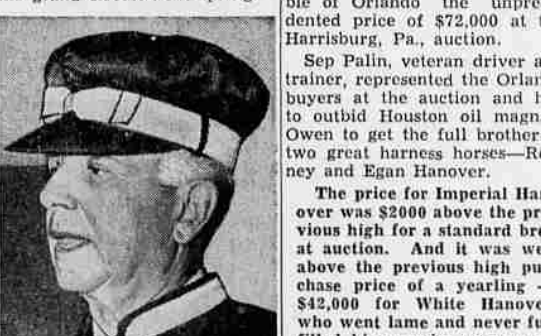 ble of Orlando the unpre-
dented price of $72,000 at t
Harrisburg, Pa., auction.
Sep Palin, veteran driver a
trainer, represented the Orlan
buyers at the auction and h
to outbid Houston oil magn
Owen to get the full brother
two great harness horses—R
ney and Egan Hanover.
The price for Imperial Han
over was $2000 above the pr
vious high for a standard bre
at auction. And it was we
above the previous high pu
chase price of a yearling -
$42,000 for White Hanove
who went lame and never fu